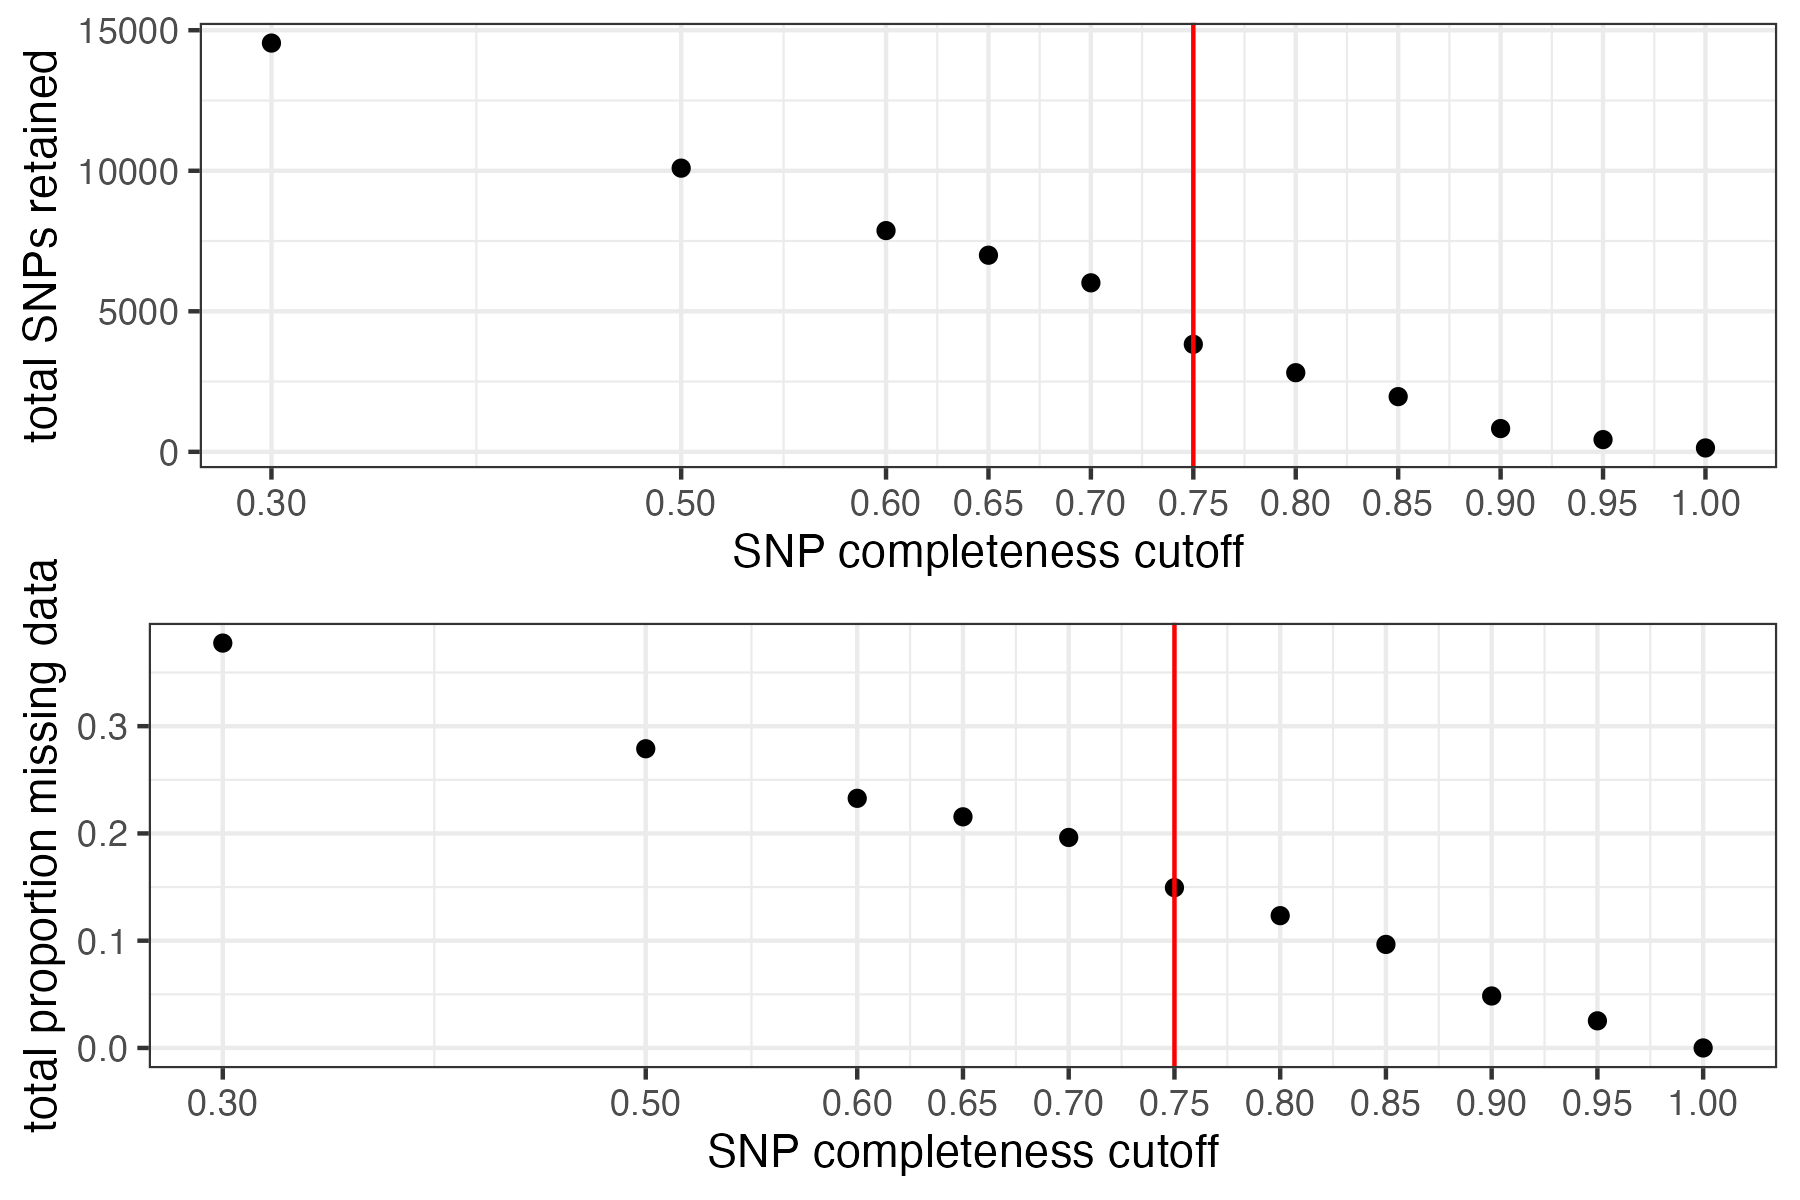 total SNPs retained
15000
10000
5000
0
0.30 0.50 0.60 0.65 0.70 0.75 0.80 0.85 0.90 0.95 1.00
SNP completeness cutoff
total proportion missing data
0.3
0.2
0.1
0.0
0.30 0.50 0.60 0.65 0.70 0.75 0.80 0.85 0.90 0.95 1.00
SNP completeness cutoff